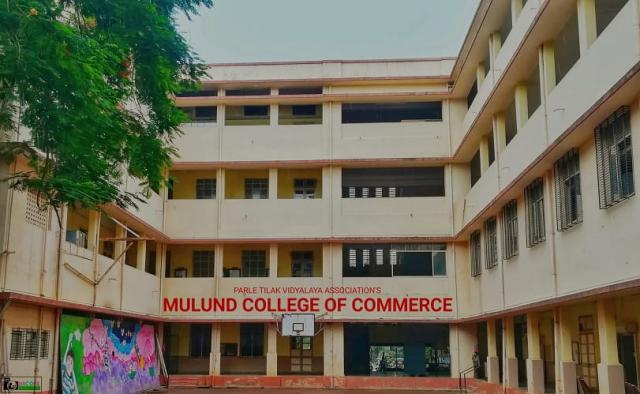 PARLE TILAK VIDYALAYA ASSOCIATION'S
MULUND COLLEGE OF COMMERCE